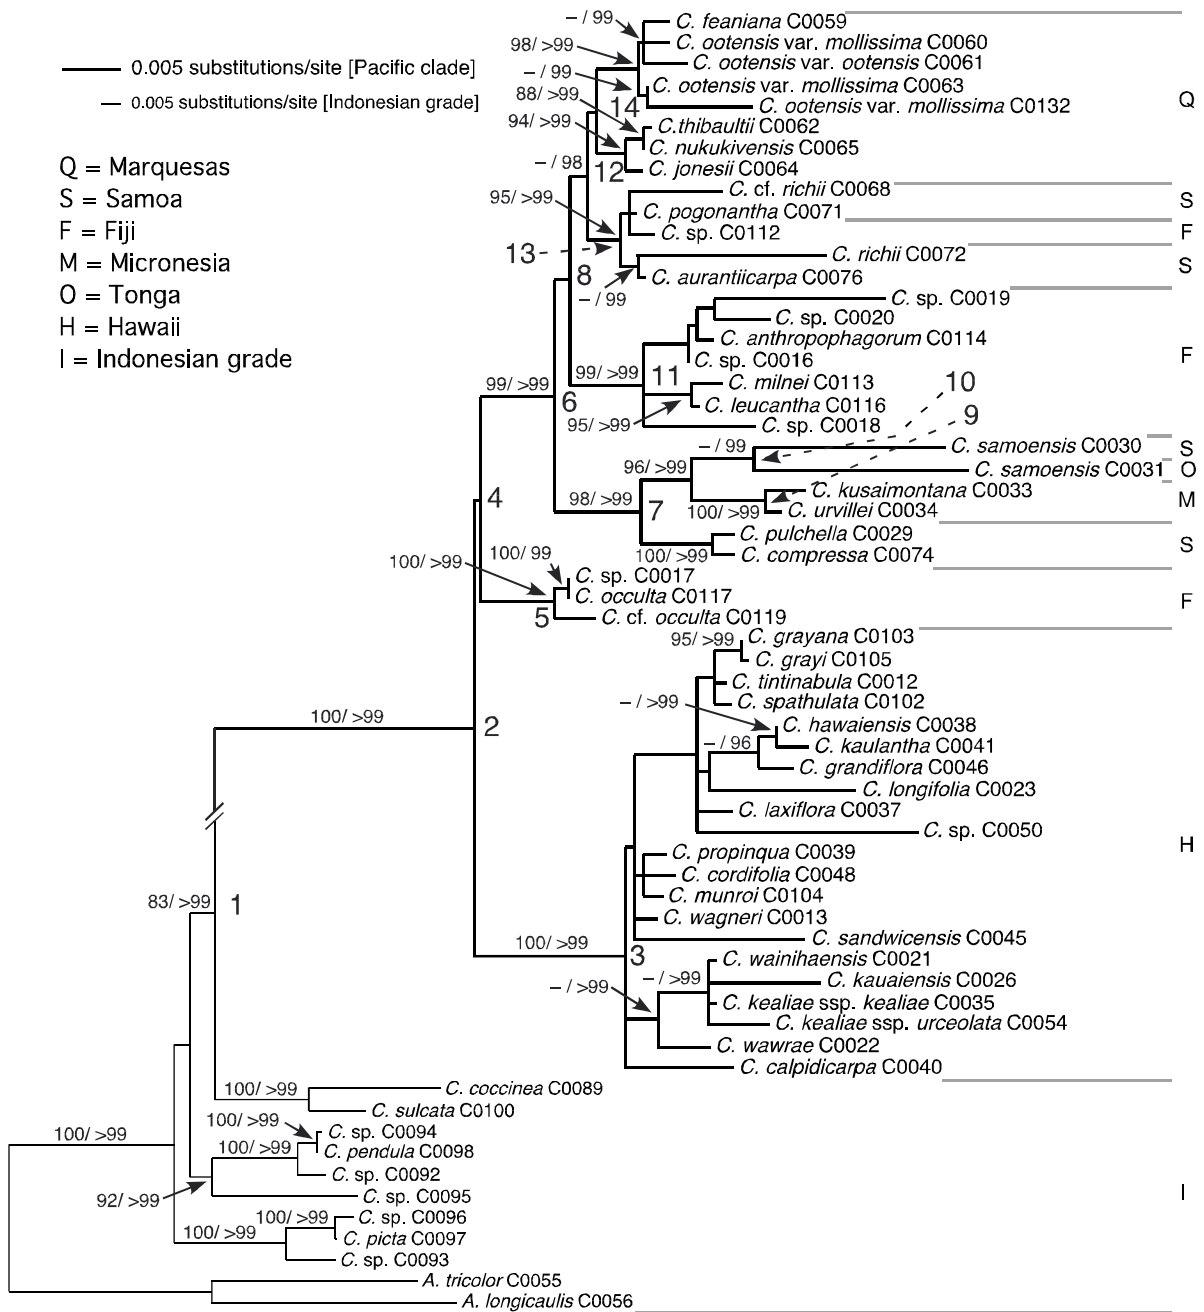 0.005 substitutions/site [Pacific clade]
0.005 substitutions/site [Indonesian grade]
Q = Marquesas
S = Samoa
F = Fiji
M = Micronesia
O = Tonga
H = Hawaii
I = Indonesian grade
– / 99
C. feaniana C0059
98/ >99
C. ootensis var. mollissima C0060
C. ootensis var. ootensis C0061
– / 99
C. ootensis var. mollissima C0063
88/ >99
14
C. ootensis var. mollissima C0132
Q
94/ >99
C.thibaultii C0062
C. nukukivensis C0065
– / 98
12
C. jonesii C0064
95/ >99
C. cf. richii C0068
S
C. pogonantha C0071
C. sp. C0112
F
13
8
C. richii C0072
S
– / 99
C. aurantiicarpa C0076
C. sp. C0019
C. sp. C0020
C. anthropophagorum C0114
C. sp. C0016
F
99/ >99
11
C. milnei C0113
10
99/ >99
6
C. leucantha C0116
9
95/ >99
C. sp. C0018
– / 99
C. samoensis C0030
S
96/ >99
C. samoensis C0031
O
C. kusaimontana C0033
M
4
98/ >99
7
100/ >99
C. urvillei C0034
C. pulchella C0029
S
100/ 99
100/ >99
C. compressa C0074
100/ >99
C. sp. C0017
C. occulta C0117
F
5
C. cf. occulta C0119
95/ >99
C. grayana C0103
C. grayi C0105
C. tintinabula C0012
– / >99
C. spathulata C0102
100/ >99
2
C. hawaiensis C0038
– / 96
C. kaulantha C0041
C. grandiflora C0046
C. longifolia C0023
C. laxiflora C0037
C. sp. C0050
H
C. propinqua C0039
C. cordifolia C0048
C. munroi C0104
83/ >99
1
C. wagneri C0013
100/ >99
3
C. sandwicensis C0045
C. wainihaensis C0021
– / >99
– / >99
C. kauaiensis C0026
C. kealiae ssp. kealiae C0035
C. kealiae ssp. urceolata C0054
C. wawrae C0022
C. calpidicarpa C0040
100/ >99
C. coccinea C0089
C. sulcata C0100
100/ >99
C. sp. C0094
100/ >99
100/ >99
C. pendula C0098
C. sp. C0092
92/ >99
C. sp. C0095
I
100/ >99
C. sp. C0096
100/ >99
C. picta C0097
C. sp. C0093
A. tricolor C0055
A. longicaulis C0056